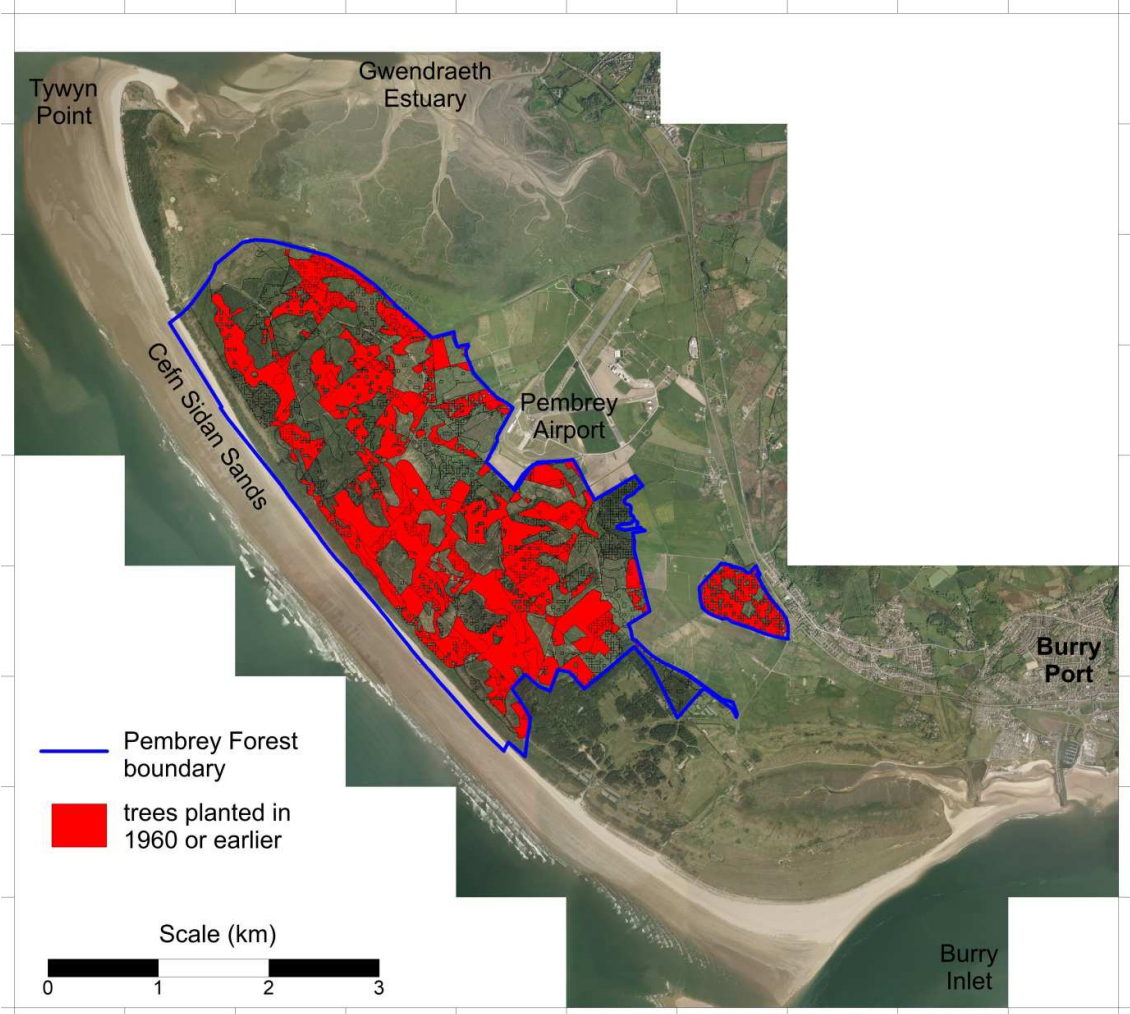 Tywyn
Point
Gwendraeth
Estuary
Cefn Sidan Sands
Pembrey
Airport
Burry
Port
Pembrey Forest
boundary
trees planted in
1960 or earlier
Scale (km)
0 1 2 3
Burry
Inlet